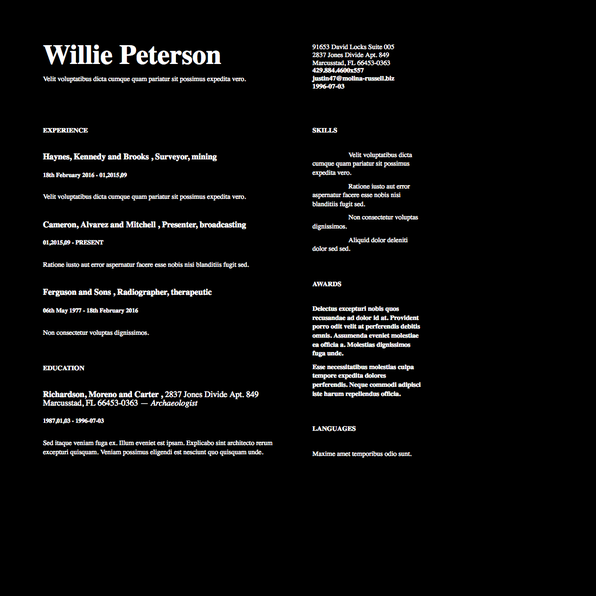 Willie Peterson
Velit voluptatibus dicta cumque quam pariatur sit possimus expedita vero.
91653 David Locks Suite 005
2837 Jones Divide Apt. 849
Marcusstad, FL 66453-0363
429.884.4600x557
justin47@molina-russell.biz
1996-07-03
EXPERIENCE
Haynes, Kennedy and Brooks , Surveyor, mining
18th February 2016 - 01,2015,09
Velit voluptatibus dicta cumque quam pariatur sit possimus expedita vero.
Cameron, Alvarez and Mitchell , Presenter, broadcasting
01,2015,09 - PRESENT
Ratione iusto aut error aspernatur facere esse nobis nisi blanditiis fugit sed.
Ferguson and Sons , Radiographer, therapeutic
06th May 1977 - 18th February 2016
Non consectetur voluptas dignissimos.
EDUCATION
Richardson, Moreno and Carter , 2837 Jones Divide Apt. 849
Marcusstad, FL 66453-0363 — Archaeologist
1987,01,03 - 1996-07-03
Sed itaque veniam fuga ex. Illum eveniet est ipsam. Explicabo sint architecto rerum
excepturi quisquam. Veniam possimus eligendi est nesciunt quo quisquam unde.
SKILLS
Velit voluptatibus dicta
cumque quam pariatur sit possimus
expedita vero.
Ratione iusto aut error
aspernatur facere esse nobis nisi
blanditiis fugit sed.
Non consectetur voluptas
dignissimos.
Aliquid dolor deleniti
dolor sed sed.
AWARDS
Delectus excepturi nobis quos
recusandae ad dolor id at. Provident
porro odit velit at perferendis debitis
omnis. Assumenda eveniet molestiae
ea officia a. Molestias dignissimos
fuga unde.
Esse necessitatibus molestias culpa
tempore expedita dolores
perferendis. Neque commodi adipisci
iste harum repellendus officia.
LANGUAGES
Maxime amet temporibus odio sunt.